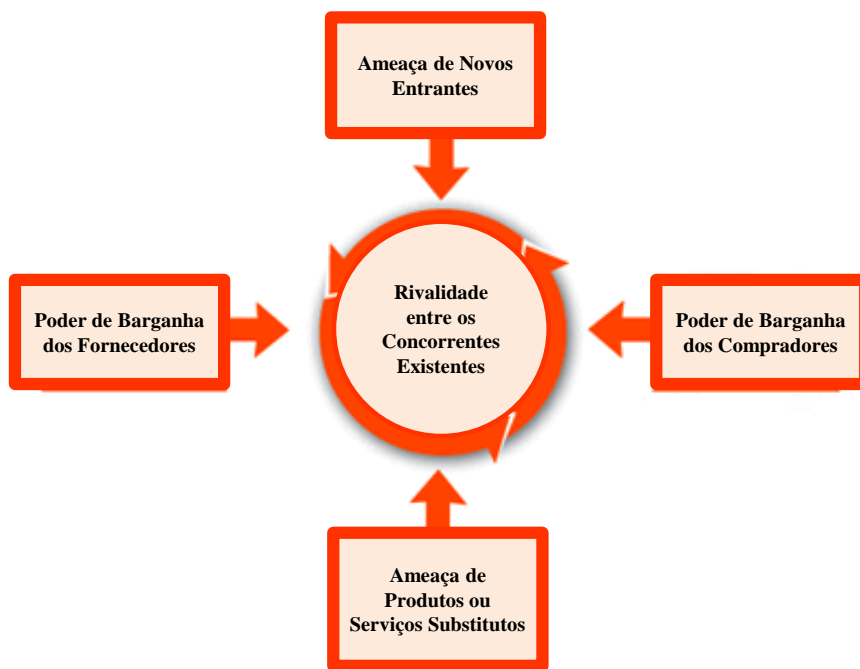 Ameaça de Novos
Entrantes
Poder de Barganha
dos Fornecedores
Rivalidade
entre os
Concorrentes
Existentes
Poder de Barganha
dos Compradores
Ameaça de
Produtos ou
Serviços Substitutos